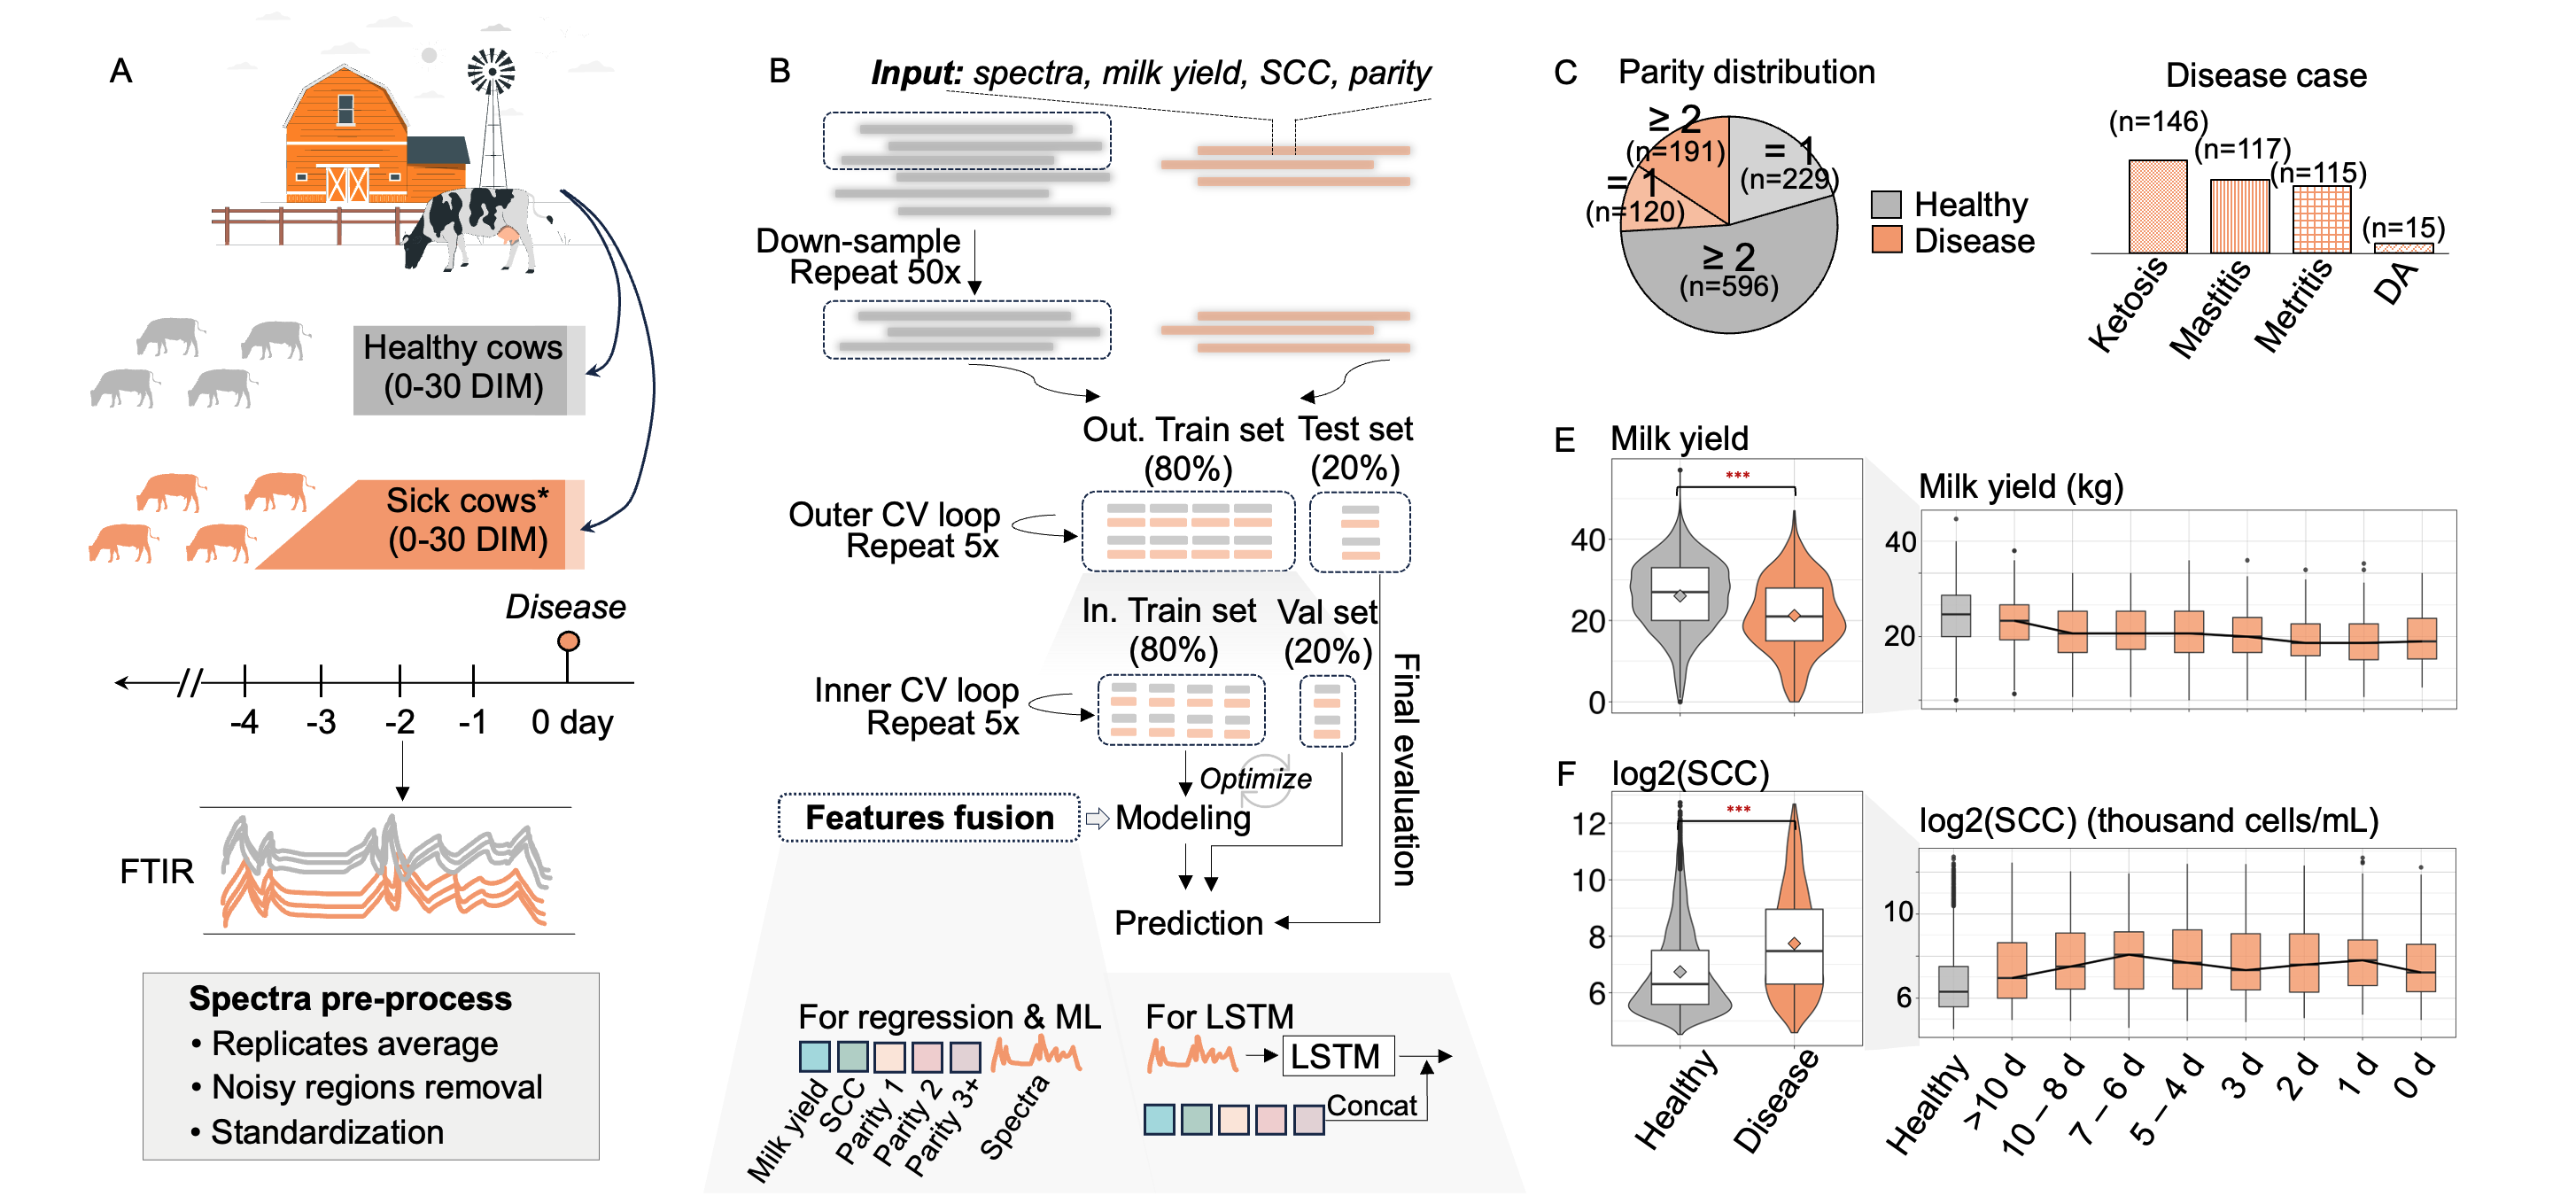 A
Healthy cows
(0-30 DIM)
Sick cows*
(0-30 DIM)
Disease
-4
-3
-2
-1
0 day
FTIR
Spectra pre-process
• Replicates average
• Noisy regions removal
• Standardization
B
Input: spectra, milk yield, SCC, parity
Down-sample
Repeat 50x
Out. Train set
(80%)
Test set
(20%)
Outer CV loop
Repeat 5x
In. Train set
(80%)
Val set
(20%)
Inner CV loop
Repeat 5x
Final evaluation
Optimize
Features fusion
Modeling
Prediction
For regression & ML
Milk yield
SCC
Parity 1
Parity 2
Parity 3+
Spectra
For LSTM
LSTM
Concat
C
Parity distribution
≥ 2
(n=191)
= 1
(n=229)
= 1
(n=120)
≥ 2
(n=596)
Healthy
Disease
Disease case
(n=146)
(n=117)
(n=115)
(n=15)
Ketosis
Mastitis
Metritis
DA
E
Milk yield
***
40
20
0
Milk yield (kg)
40
20
F
log2(SCC)
***
12
10
8
6
Healthy
Disease
log2(SCC) (thousand cells/mL)
10
6
Healthy
>10 d
10 – 8 d
7 – 6 d
5 – 4 d
3 d
2 d
1 d
0 d